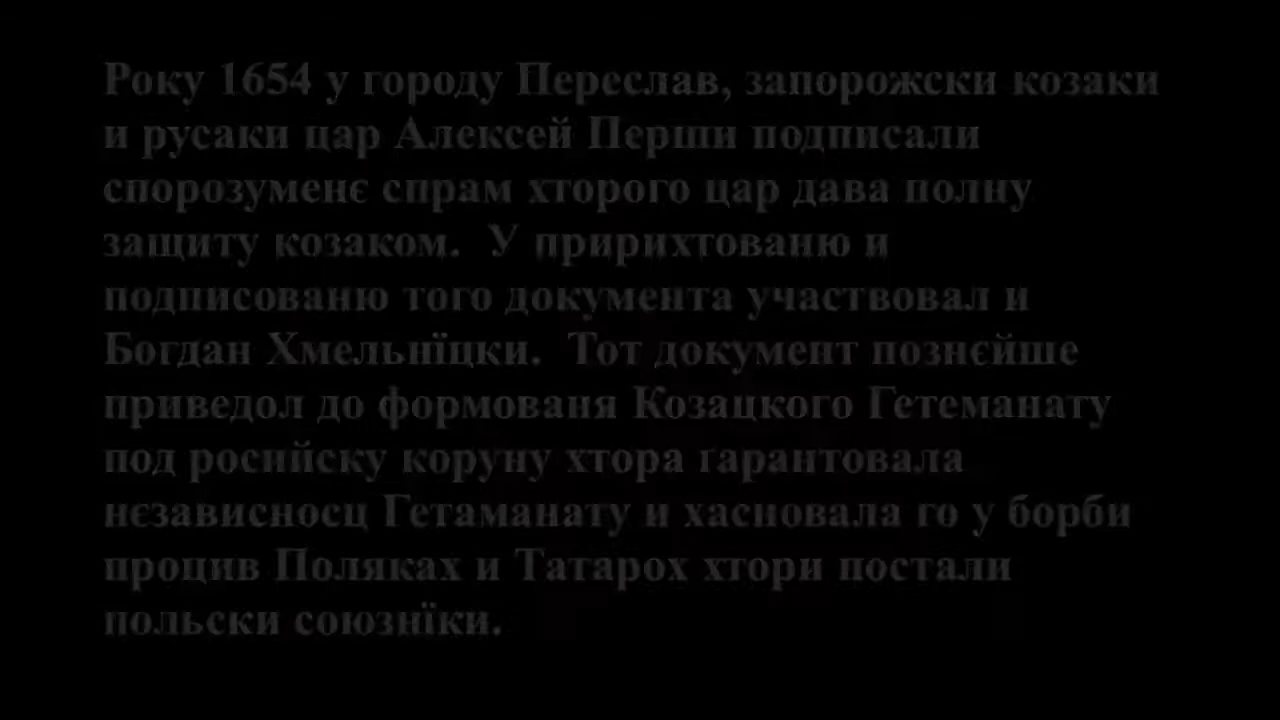 Року 1654 у городу Переслав, запорожски козаки
и русаки цар Алексей Перши подписали
спорозуменє спрам хторого цар дава полну
защиту козаком. У пририхтованю и
подписованю того документа участвовал и
Богдан Хмельнїцки. Тот документ познєйше
приведол до формованя Козацкого Гетеманату
под росийску коруну хтора ґарантовала
нєзависносц Гетаманату и хасновала го у борби
процив Поляках и Татарох хтори постали
польски союзнїки.